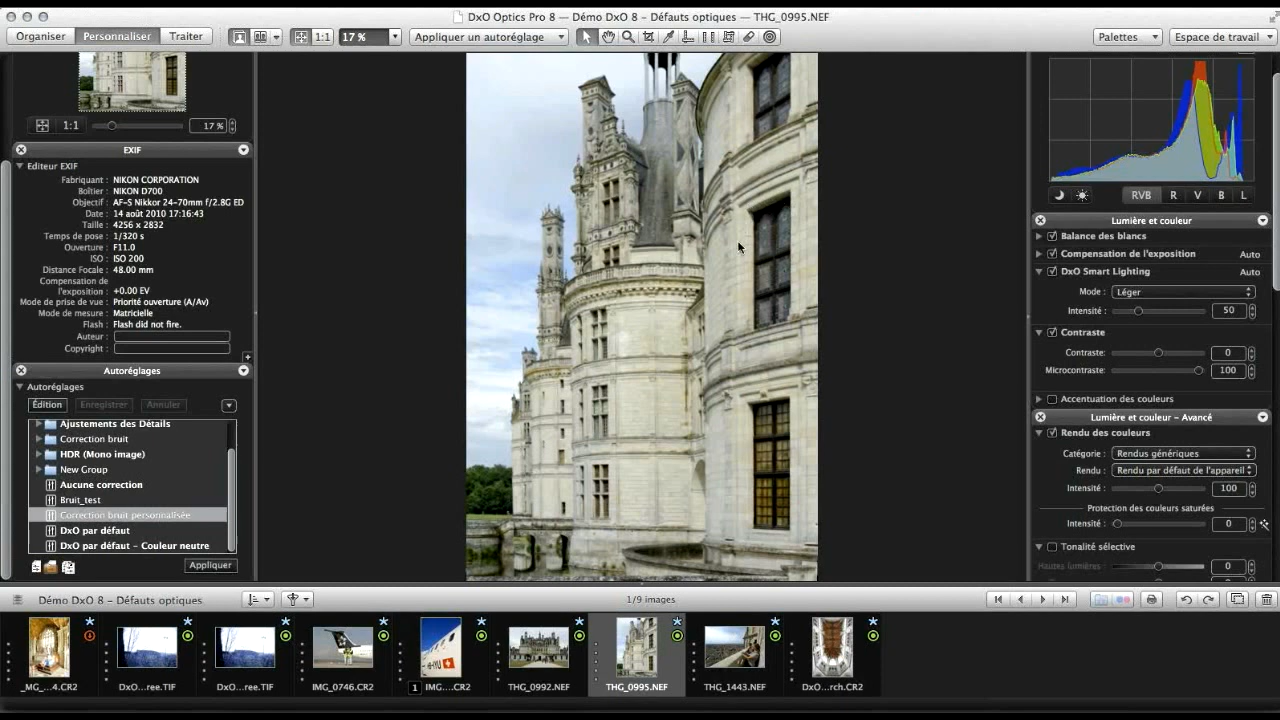 DxO Optics Pro 8 — Démo DxO 8 – Défauts optiques — THG_0995.NEF
Organiser Personnaliser Traiter 1:1 17 % Appliquer un autoréglage Palettes Espace de travail
1:1 17 %
EXIF
Editeur EXIF
Fabriquant : NIKON CORPORATION
Boîtier : NIKON D700
Objectif : AF-S Nikkor 24-70mm f/2.8G ED
Date : 14 août 2010 17:16:43
Taille : 4256 x 2832
Temps de pose : 1/320 s
Ouverture : F11.0
ISO : ISO 200
Distance Focale : 48.00 mm
Compensation de
l'exposition : +0.00 EV
Mode de prise de vue : Priorité ouverture (A/Av)
Mode de mesure : Matricielle
Flash : Flash did not fire.
Auteur :
Copyright :
Autoréglages
Autoréglages
Édition Enregistrer Annuler
Ajustements des Détails
Correction bruit
HDR (Mono image)
New Group
Aucune correction
Bruit_test
Correction bruit personnalisée
DxO par défaut
DxO par défaut – Couleur neutre
Appliquer
RVB R V B L
Lumière et couleur
Balance des blancs
Compensation de l'exposition Auto
DxO Smart Lighting Auto
Mode : Léger
Intensité : 50
Contraste
Contraste: 0
Microcontraste: 100
Accentuation des couleurs
Lumière et couleur – Avancé
Rendu des couleurs
Catégorie : Rendus génériques
Rendu : Rendu par défaut de l'appareil
Intensité : 100
Protection des couleurs saturées
Intensité : 0
Tonalité sélective
Hautes lumières : 0
Démo DxO 8 – Défauts optiques 1/9 images
_MG_...4.CR2 DxO...ree.TIF DxO...ree.TIF IMG_0746.CR2 1 IMG....CR2 THG_0992.NEF THG_0995.NEF THG_1443.NEF DxO...rch.CR2